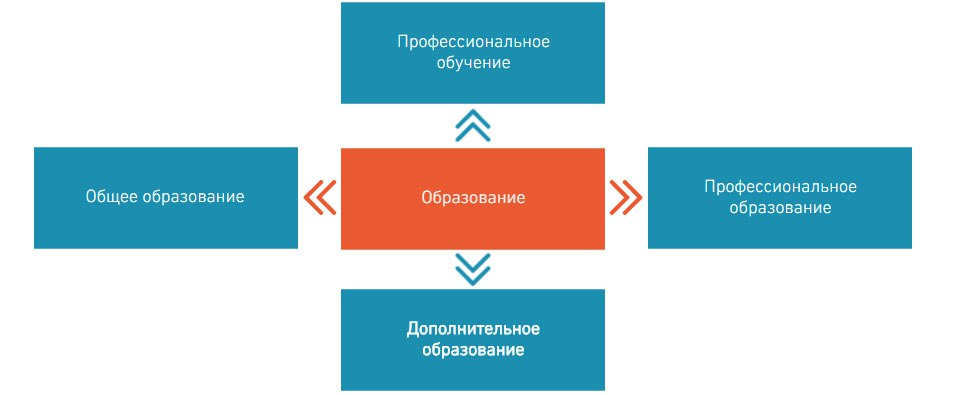 Профессиональное
обучение
Общее образование
Образование
Профессиональное
образование
Дополнительное
образование